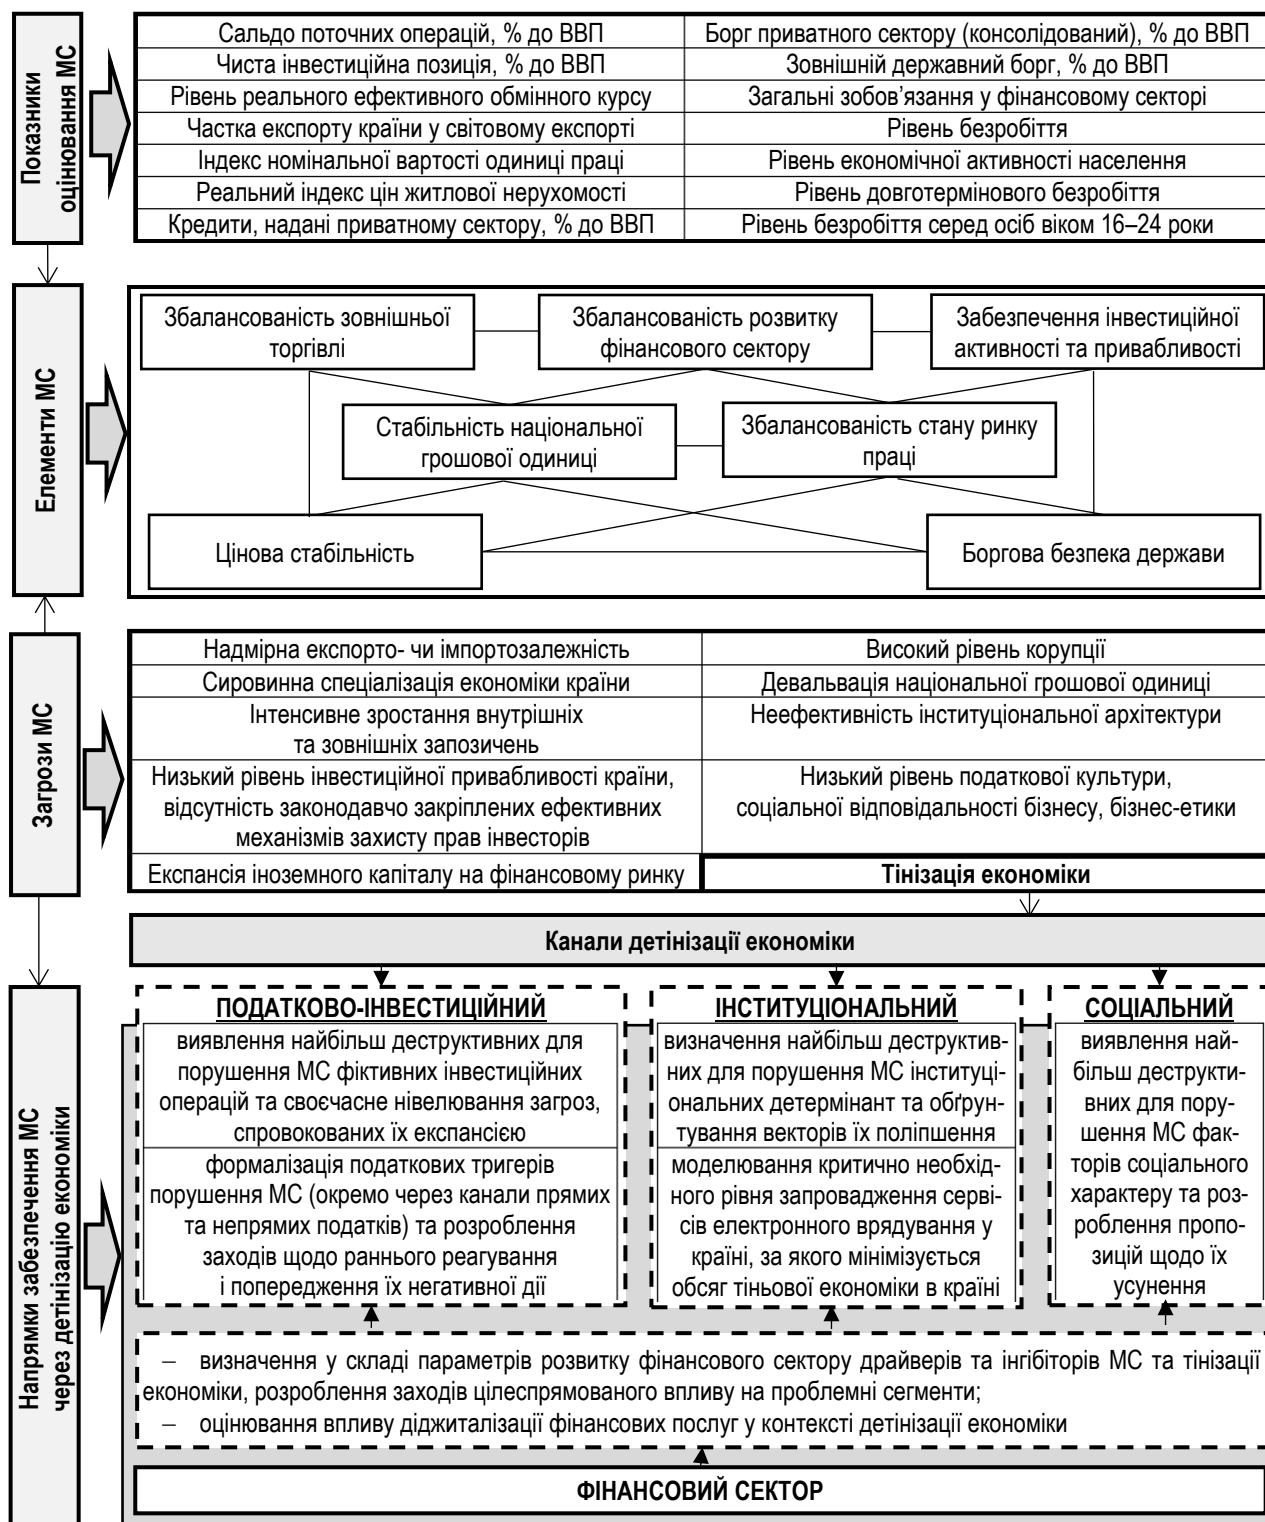 Показники
оцінювання МС
Сальдо поточних операцій, % до ВВП
Борг приватного сектору (консолідований), % до ВВП
Чиста інвестиційна позиція, % до ВВП
Зовнішній державний борг, % до ВВП
Рівень реального ефективного обмінного курсу
Загальні зобов’язання у фінансовому секторі
Частка експорту країни у світовому експорті
Рівень безробіття
Індекс номінальної вартості одиниці праці
Рівень економічної активності населення
Реальний індекс цін житлової нерухомості
Рівень довготермінового безробіття
Кредити, надані приватному сектору, % до ВВП
Рівень безробіття серед осіб віком 16–24 роки
Елементи МС
Збалансованість зовнішньої
торгівлі
Збалансованість розвитку
фінансового сектору
Забезпечення інвестиційної
активності та привабливості
Стабільність національної
грошової одиниці
Збалансованість стану ринку
праці
Цінова стабільність
Боргова безпека держави
Загрози МС
Надмірна експорто- чи імпортозалежність
Високий рівень корупції
Сировинна спеціалізація економіки країни
Девальвація національної грошової одиниці
Інтенсивне зростання внутрішніх
та зовнішніх запозичень
Неефективність інституціональної архітектури
Низький рівень інвестиційної привабливості країни,
відсутність законодавчо закріплених ефективних
механізмів захисту прав інвесторів
Низький рівень податкової культури,
соціальної відповідальності бізнесу, бізнес-етики
Експансія іноземного капіталу на фінансовому ринку
Тінізація економіки
Напрямки забезпечення МС
через детінізацію економіки
Канали детінізації економіки
ПОДАТКОВО-ІНВЕСТИЦІЙНИЙ
виявлення найбільш деструктивних для
порушення МС фіктивних інвестиційних
операцій та своєчасне нівелювання загроз,
спровокованих їх експансією
формалізація податкових тригерів
порушення МС (окремо через канали прямих
та непрямих податків) та розроблення
заходів щодо раннього реагування
і попередження їх негативної дії
ІНСТИТУЦІОНАЛЬНИЙ
визначення найбільш деструктив-
них для порушення МС інституці-
ональних детермінант та обґрун-
тування векторів їх поліпшення
моделювання критично необхід-
ного рівня запровадження серві-
сів електронного врядування у
країні, за якого мінімізується
обсяг тіньової економіки в країні
СОЦІАЛЬНИЙ
виявлення най-
більш деструкти-
вних для пору-
шення МС фак-
торів соціального
характеру та роз-
роблення пропо-
зицій щодо їх
усунення
– визначення у складі параметрів розвитку фінансового сектору драйверів та інгібіторів МС та тінізації
економіки, розроблення заходів цілеспрямованого впливу на проблемні сегменти;
– оцінювання впливу діджиталізації фінансових послуг у контексті детінізації економіки
ФІНАНСОВИЙ СЕКТОР